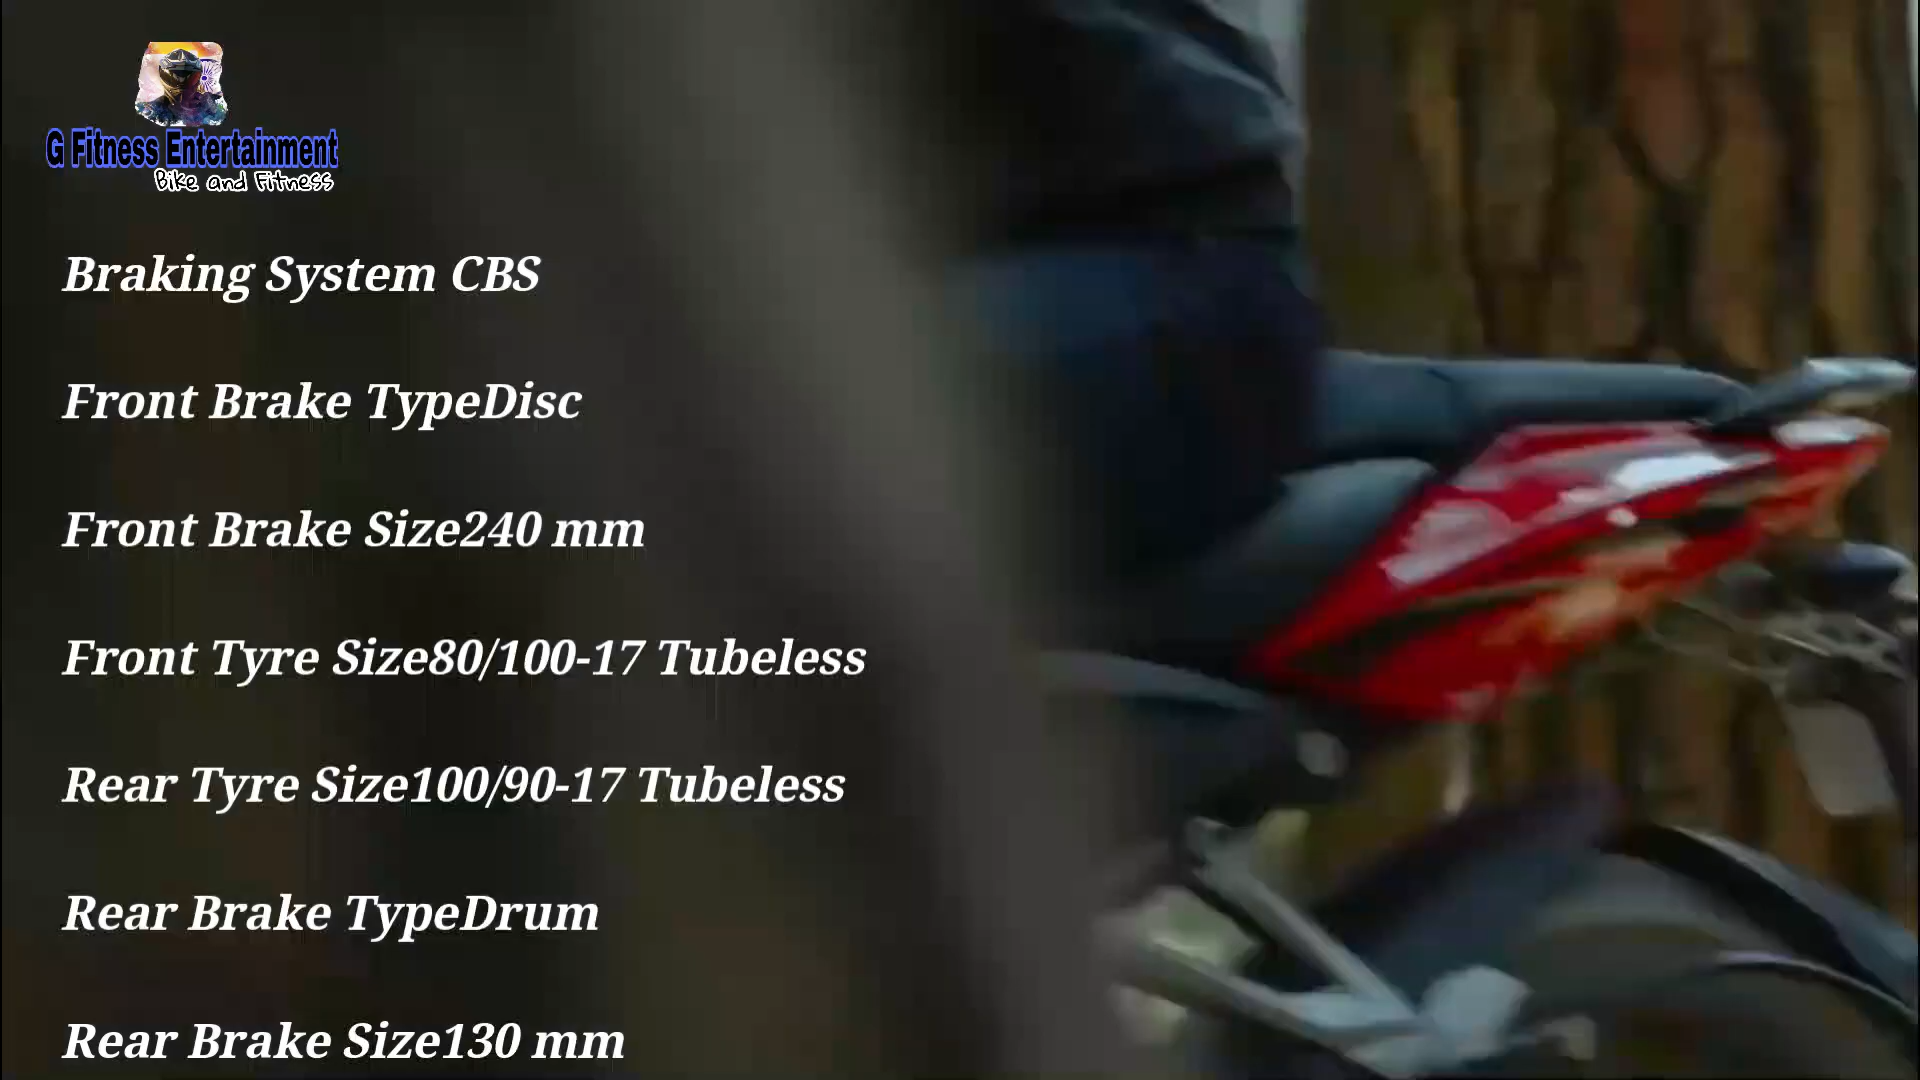 G Fitness Entertainment
Bike and Fitness
Braking System CBS
Front Brake TypeDisc
Front Brake Size240 mm
Front Tyre Size80/100-17 Tubeless
Rear Tyre Size100/90-17 Tubeless
Rear Brake TypeDrum
Rear Brake Size130 mm